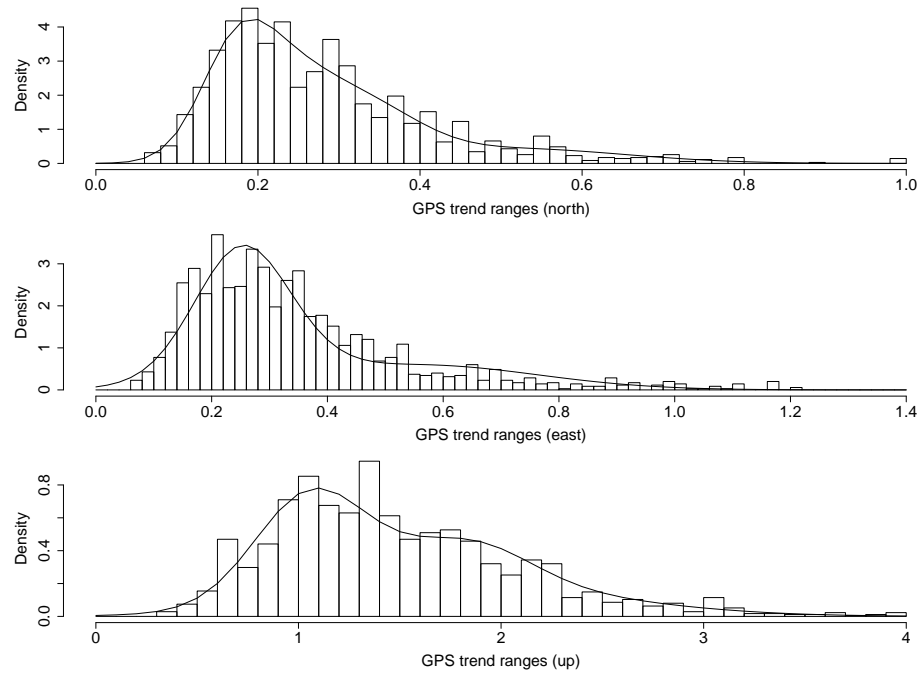 Density
0 1 2 3 4
0.0 0.2 0.4 0.6 0.8 1.0
GPS trend ranges (north)
Density
0 1 2 3
0.0 0.2 0.4 0.6 0.8 1.0 1.2 1.4
GPS trend ranges (east)
Density
0.0 0.4 0.8
0 1 2 3 4
GPS trend ranges (up)